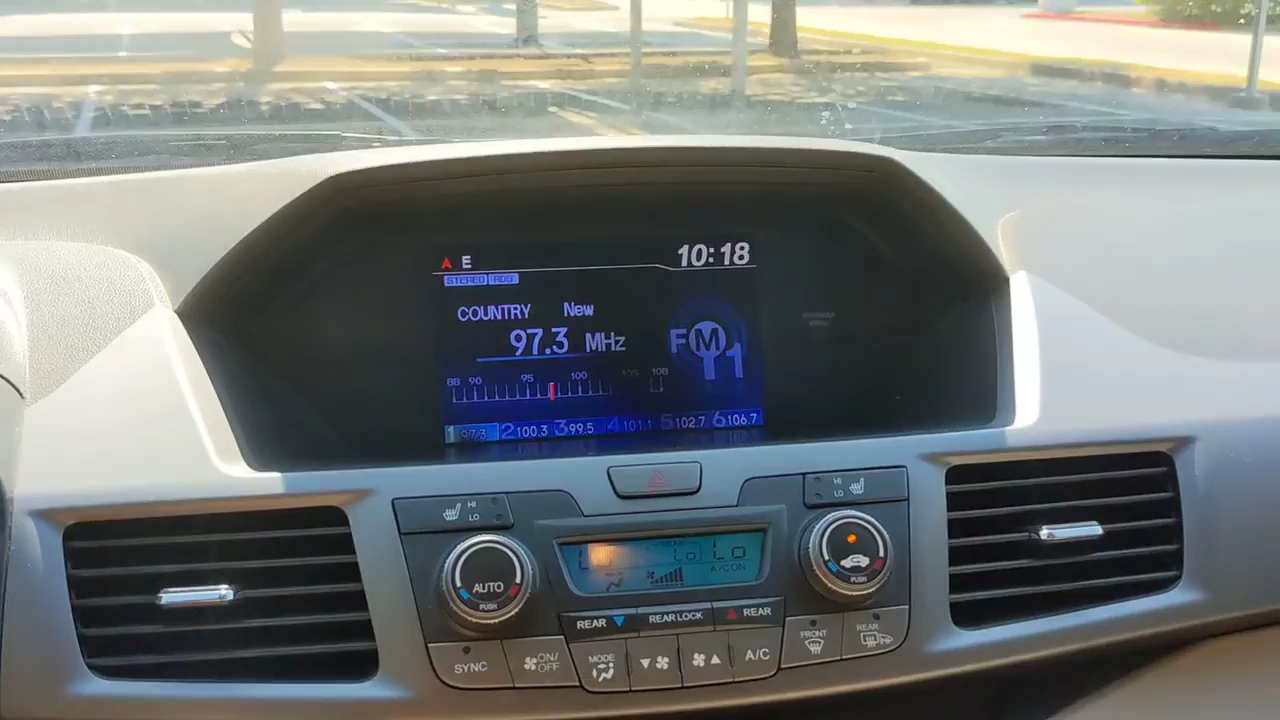 E 10:18
STEREO RDS
COUNTRY New
97.3 MHz
FM1
88 90 95 100 105 108
1 97.3 2 100.3 3 99.5 4 101.1 5 102.7 6 106.7
HI
LO
HI
LO
REAR
Lo Lo
A/C ON
AUTO
PUSH
PUSH
REAR REAR LOCK REAR
SYNC ON/OFF MODE A/C FRONT REAR